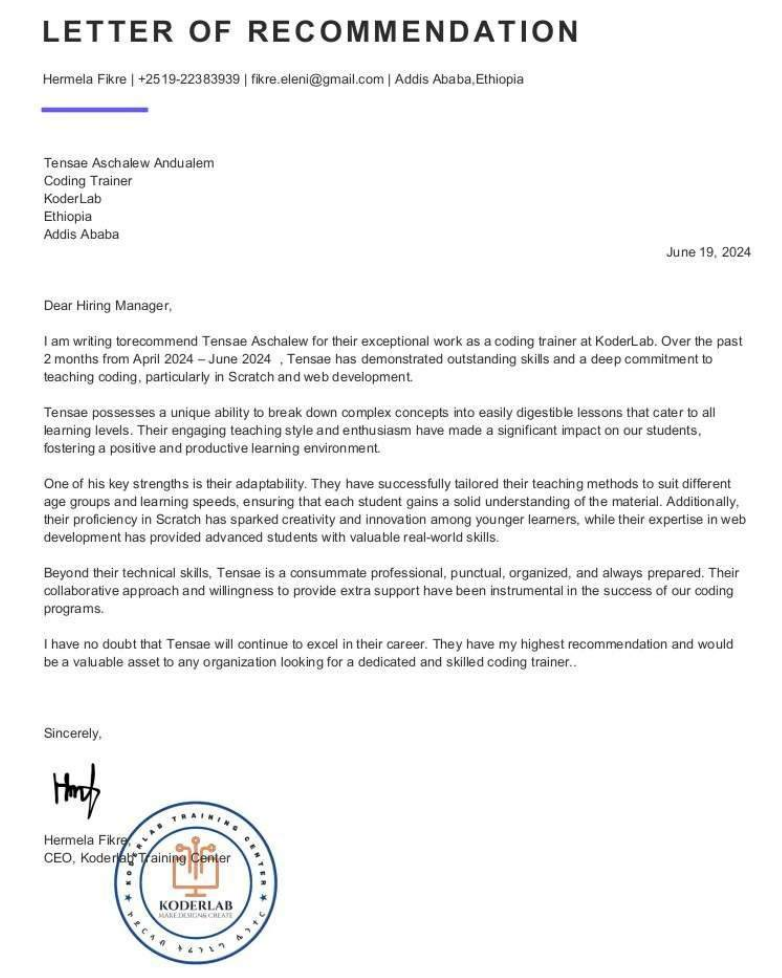 LETTER OF RECOMMENDATION
Hermela Fikre | +2519-22383939 | fikre.eleni@gmail.com | Addis Ababa,Ethiopia
Tensae Aschalew Andualem
Coding Trainer
KoderLab
Ethiopia
Addis Ababa
June 19, 2024
Dear Hiring Manager,
I am writing torecommend Tensae Aschalew for their exceptional work as a coding trainer at KoderLab. Over the past
2 months from April 2024 – June 2024 , Tensae has demonstrated outstanding skills and a deep commitment to
teaching coding, particularly in Scratch and web development.
Tensae possesses a unique ability to break down complex concepts into easily digestible lessons that cater to all
learning levels. Their engaging teaching style and enthusiasm have made a significant impact on our students,
fostering a positive and productive learning environment.
One of his key strengths is their adaptability. They have successfully tailored their teaching methods to suit different
age groups and learning speeds, ensuring that each student gains a solid understanding of the material. Additionally,
their proficiency in Scratch has sparked creativity and innovation among younger learners, while their expertise in web
development has provided advanced students with valuable real-world skills.
Beyond their technical skills, Tensae is a consummate professional, punctual, organized, and always prepared. Their
collaborative approach and willingness to provide extra support have been instrumental in the success of our coding
programs.
I have no doubt that Tensae will continue to excel in their career. They have my highest recommendation and would
be a valuable asset to any organization looking for a dedicated and skilled coding trainer..
Sincerely,
Hermela Fikre,
CEO, Koderlab Training Center
KODERLAB TRAINING CENTER
KODERLAB
MAKE.DESIGN&CREATE